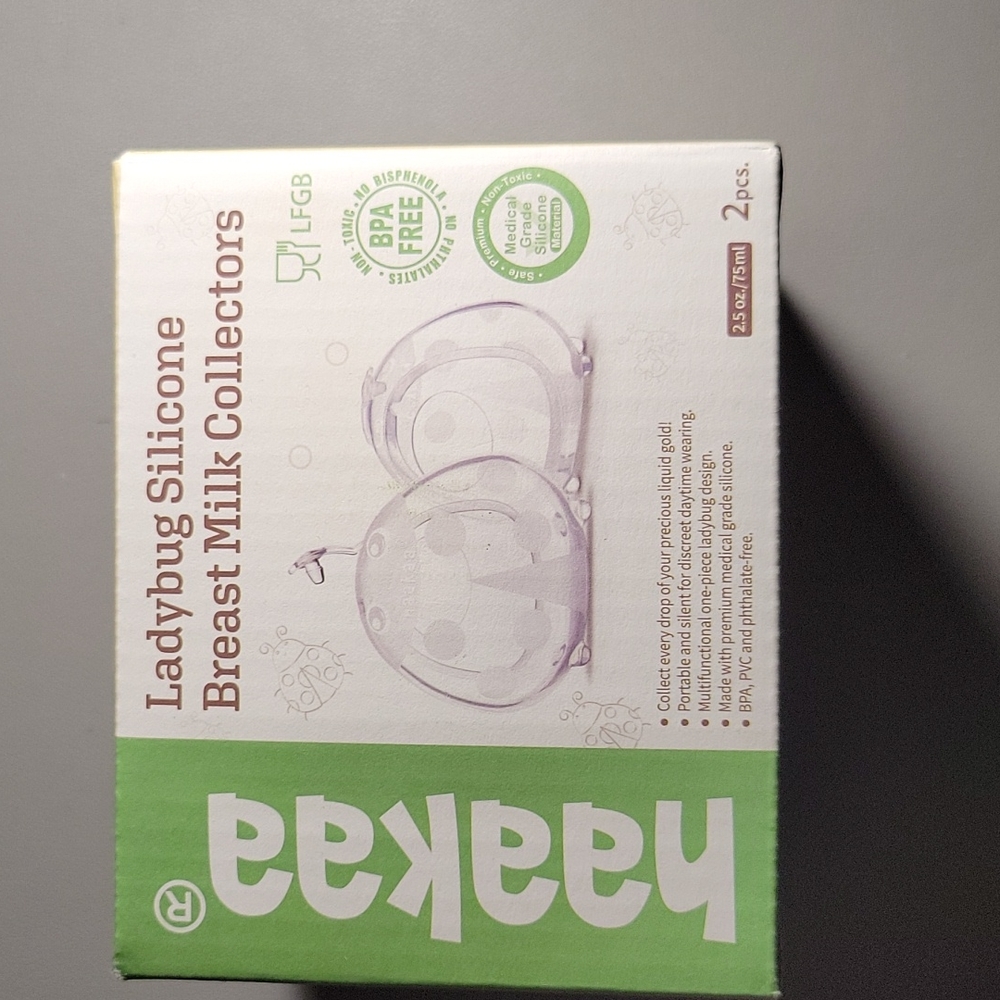 haakaa®
Ladybug Silicone
Breast Milk Collectors
LFGB
NON-TOXIC • NO BISPHENOL A • NO PHTHALATES •
BPA
FREE
Safe • Premium • Non-Toxic •
Medical
Grade
Silicone
Material
• Collect every drop of your precious liquid gold!
• Portable and silent for discreet daytime wearing.
• Multifunctional one-piece ladybug design.
• Made with premium medical grade silicone.
• BPA, PVC and phthalate-free.
2.5 oz./75ml 2pcs.